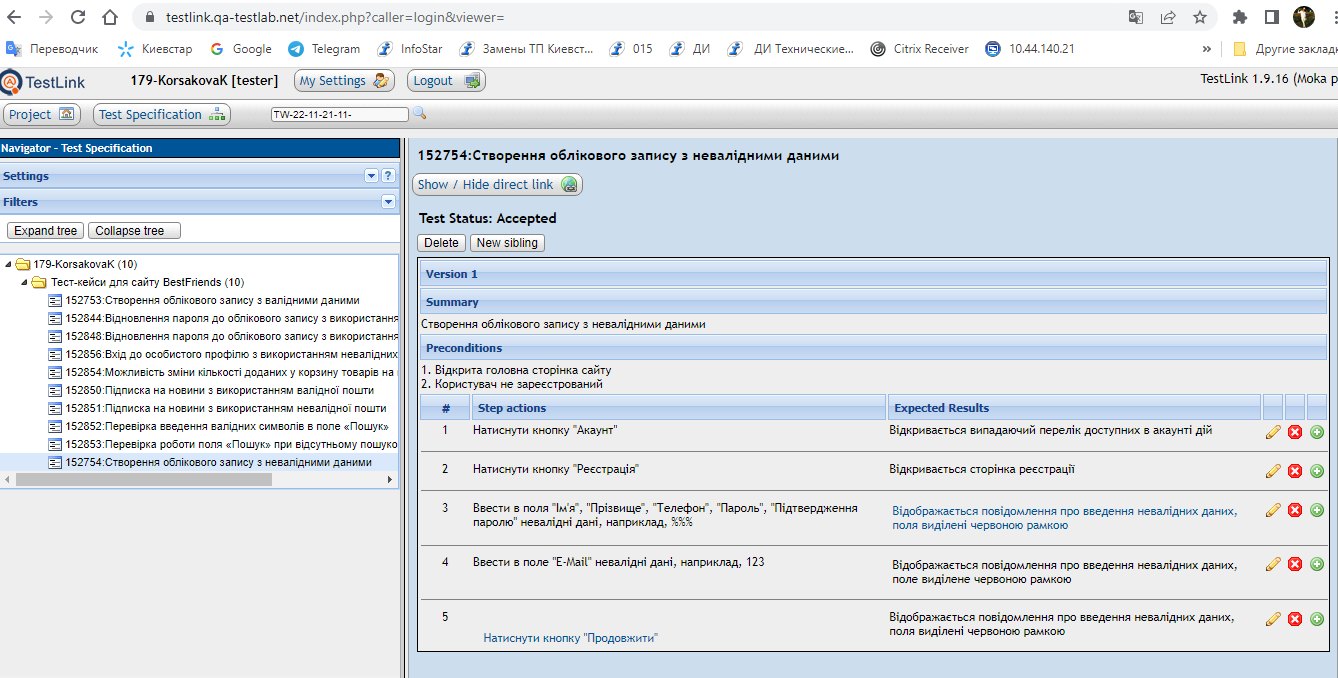 testlink.qa-testlab.net/index.php?caller=login&viewer=
Переводчик Киевстар Google Telegram InfoStar Замены ТП Киевст... 015 ДИ ДИ Технические... Citrix Receiver 10.44.140.21 » Другие заклад
TestLink 179-KorsakovaK [tester] My Settings Logout TestLink 1.9.16 (Moka p
Project Test Specification TW-22-11-21-11-
Navigator - Test Specification
Settings
Filters
Expand tree Collapse tree
179-KorsakovaK (10)
Тест-кейси для сайту BestFriends (10)
152753:Створення облікового запису з валідними даними
152844:Відновлення пароля до облікового запису з використання
152848:Відновлення пароля до облікового запису з використання
152856:Вхід до особистого профілю з використанням невалідних
152854:Можливість зміни кількості доданих у корзину товарів на
152850:Підписка на новини з використанням валідної пошти
152851:Підписка на новини з використанням невалідної пошти
152852:Перевірка введення валідних символів в поле «Пошук»
152853:Перевірка роботи поля «Пошук» при відсутньому пошуко
152754:Створення облікового запису з невалідними даними
152754:Створення облікового запису з невалідними даними
Show / Hide direct link
Test Status: Accepted
Delete New sibling
Version 1
Summary
Створення облікового запису з невалідними даними
Preconditions
1. Відкрита головна сторінка сайту
2. Користувач не зареєстрований
# Step actions Expected Results
1 Натиснути кнопку "Акаунт" Відкривається випадаючий перелік доступних в акаунті дій
2 Натиснути кнопку "Реєстрація" Відкривається сторінка реєстрації
3 Ввести в поля "Ім'я", "Прізвище", "Телефон", "Пароль", "Підтвердження
паролю" невалідні дані, наприклад, %%%
Відображається повідомлення про введення невалідних даних,
поля виділені червоною рамкою
4 Ввести в поле "E-Mail" невалідні дані, наприклад, 123
Відображається повідомлення про введення невалідних даних,
поле виділене червоною рамкою
5
Натиснути кнопку "Продовжити"
Відображається повідомлення про введення невалідних даних,
поля виділені червоною рамкою